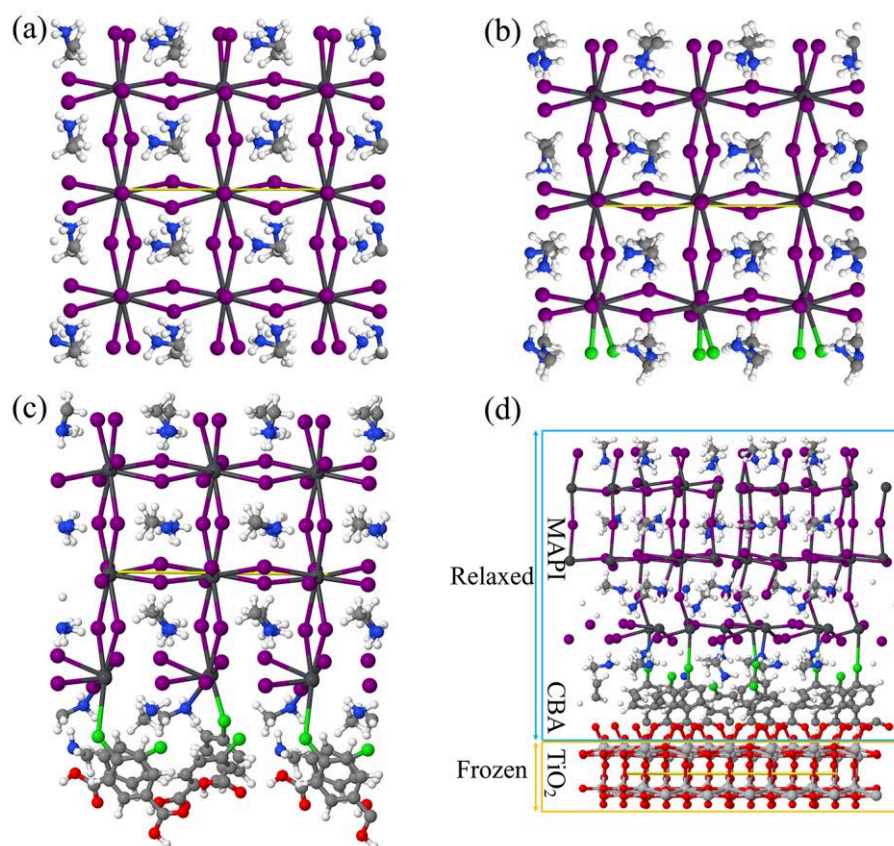 (a)
(b)
(c)
(d)
Relaxed
MAPI
CBA
Frozen
TiO₂